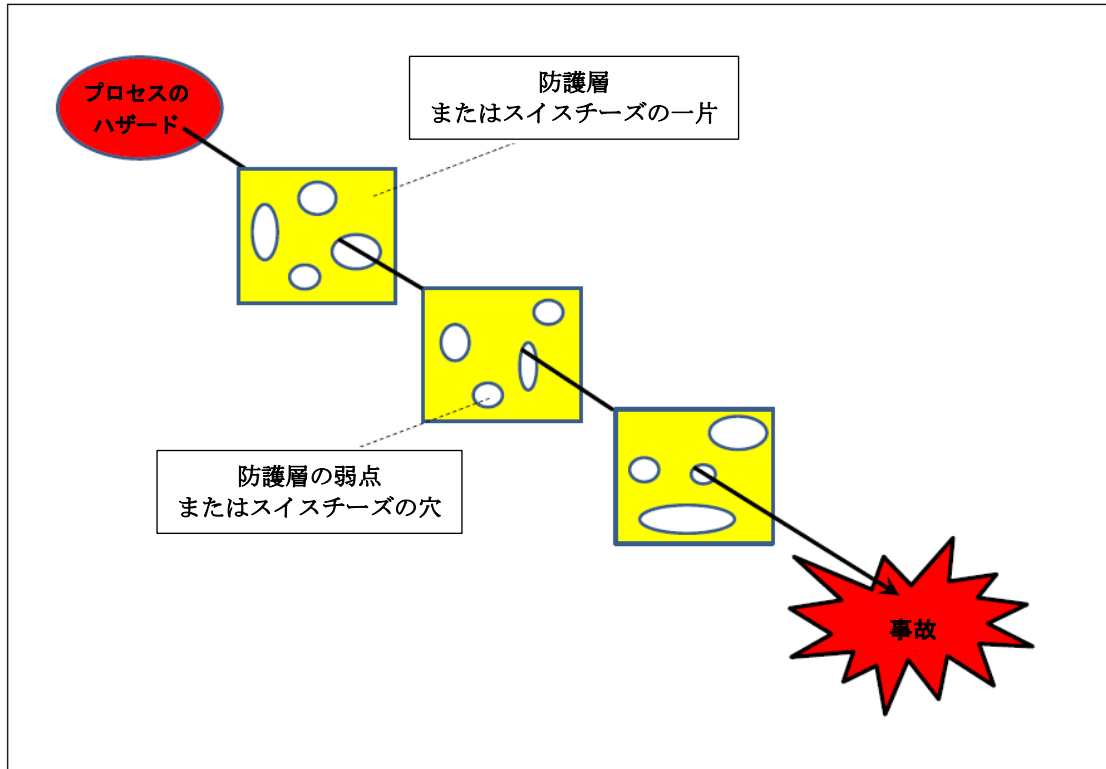 プロセスの
ハザード
防護層
またはスイスチーズの一片
防護層の弱点
またはスイスチーズの穴
事故